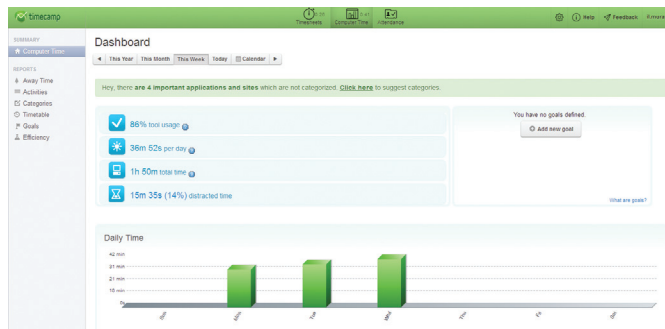 timecamp
Timesheets
Computer Time
Attendance
Help
Feedback
SUMMARY
Computer Time
REPORTS
Away Time
Activities
Categories
Timetable
Goals
Efficiency
Dashboard
This Year This Month This Week Today Calendar
Hey, there are 4 important applications and sites which are not categorized. Click here to suggest categories.
86% tool usage
36m 52s per day
1h 50m total time
15m 35s (14%) distracted time
You have no goals defined.
Add new goal
What are goals?
Daily Time
42 min
31 min
21 min
10 min
0s
Sun Mon Tue Wed Thu Fri Sat